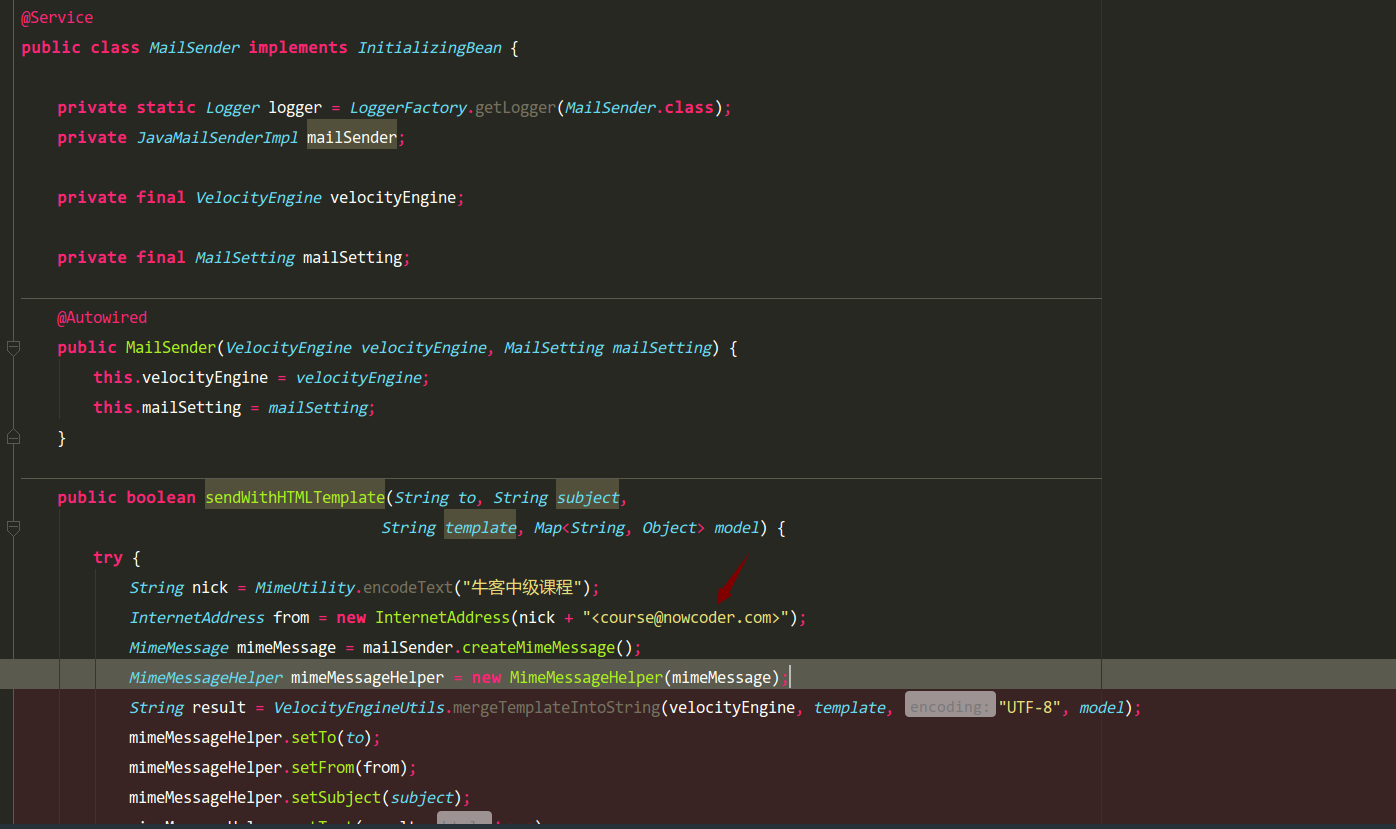 @Service
public class MailSender implements InitializingBean {
private static Logger logger = LoggerFactory.getLogger(MailSender.class);
private JavaMailSenderImpl mailSender;
private final VelocityEngine velocityEngine;
private final MailSetting mailSetting;
@Autowired
public MailSender(VelocityEngine velocityEngine, MailSetting mailSetting) {
this.velocityEngine = velocityEngine;
this.mailSetting = mailSetting;
}
public boolean sendWithHTMLTemplate(String to, String subject,
String template, Map<String, Object> model) {
try {
String nick = MimeUtility.encodeText("牛客中级课程");
InternetAddress from = new InternetAddress(nick + "<course@nowcoder.com>");
MimeMessage mimeMessage = mailSender.createMimeMessage();
MimeMessageHelper mimeMessageHelper = new MimeMessageHelper(mimeMessage);
String result = VelocityEngineUtils.mergeTemplateIntoString(velocityEngine, template, encoding: "UTF-8", model);
mimeMessageHelper.setTo(to);
mimeMessageHelper.setFrom(from);
mimeMessageHelper.setSubject(subject);